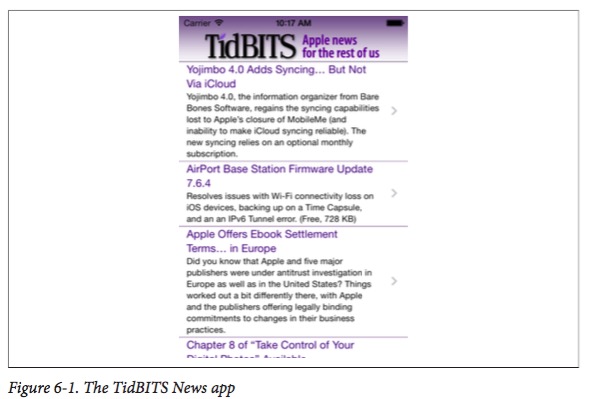 Carrier 10:17 AM
TidBITS Apple news
for the rest of us
Yojimbo 4.0 Adds Syncing… But Not
Via iCloud
Yojimbo 4.0, the information organizer from Bare
Bones Software, regains the syncing capabilities
lost to Apple's closure of MobileMe (and
inability to make iCloud syncing reliable). The
new syncing relies on an optional monthly
subscription.
AirPort Base Station Firmware Update
7.6.4
Resolves issues with Wi-Fi connectivity loss on
iOS devices, backing up on a Time Capsule,
and an an IPv6 Tunnel error. (Free, 728 KB)
Apple Offers Ebook Settlement
Terms… in Europe
Did you know that Apple and five major
publishers were under antitrust investigation in
Europe as well as in the United States? Things
worked out a bit differently there, with Apple
and the publishers offering legally binding
commitments to changes in their business
practices.
Chapter 8 of "Take Control of Your
Digital Photos" Available
Figure 6-1. The TidBITS News app